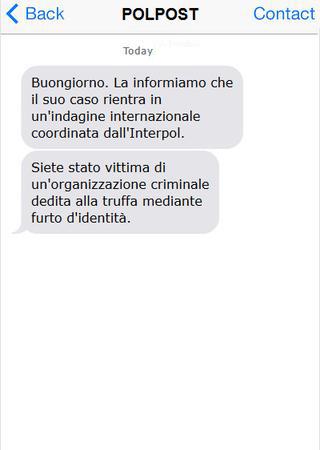 Back POLPOST Contact
Today
Buongiorno. La informiamo che
il suo caso rientra in
un'indagine internazionale
coordinata dall'Interpol.
Siete stato vittima di
un'organizzazione criminale
dedita alla truffa mediante
furto d'identità.